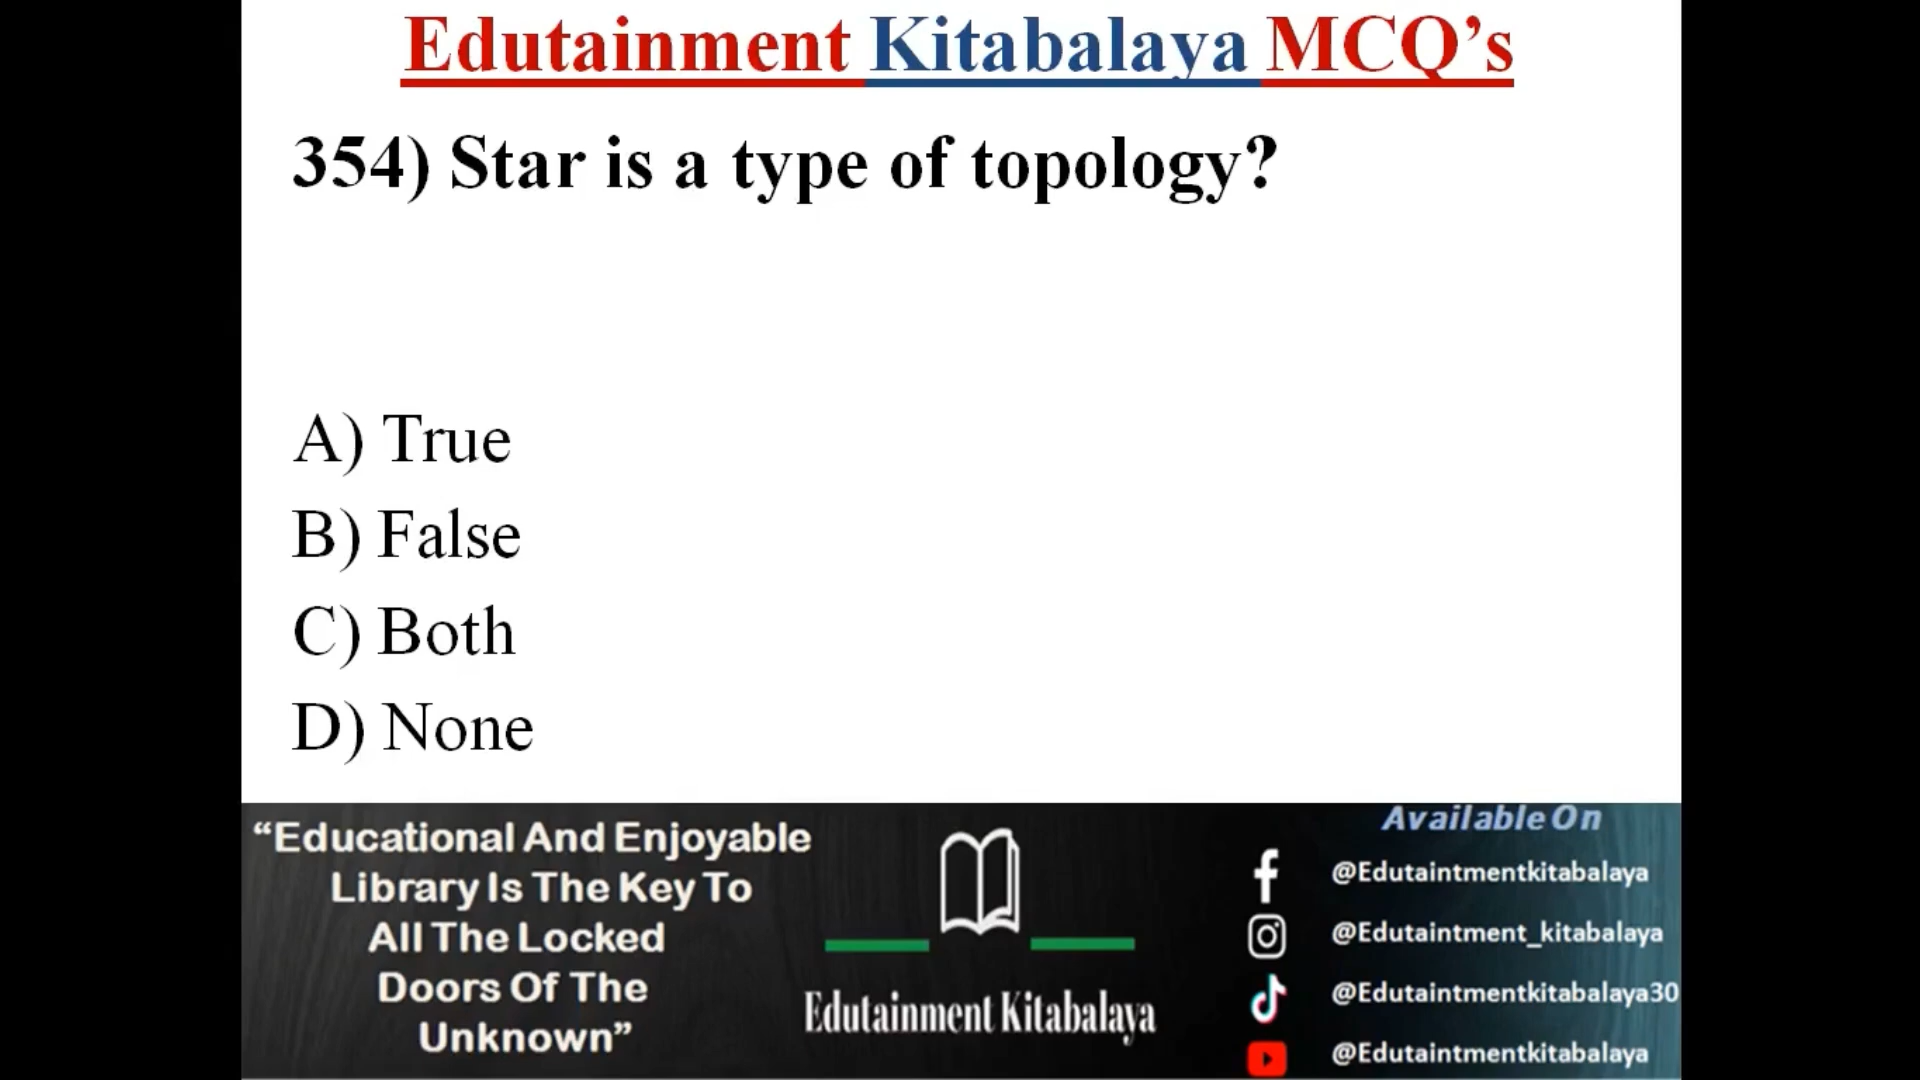 Edutainment Kitabalaya MCQ’s
354) Star is a type of topology?
A) True
B) False
C) Both
D) None
“Educational And Enjoyable
Library Is The Key To
All The Locked
Doors Of The
Unknown”
Edutainment Kitabalaya
Available On
@Edutaintmentkitabalaya
@Edutaintment_kitabalaya
@Edutaintmentkitabalaya30
@Edutaintmentkitabalaya